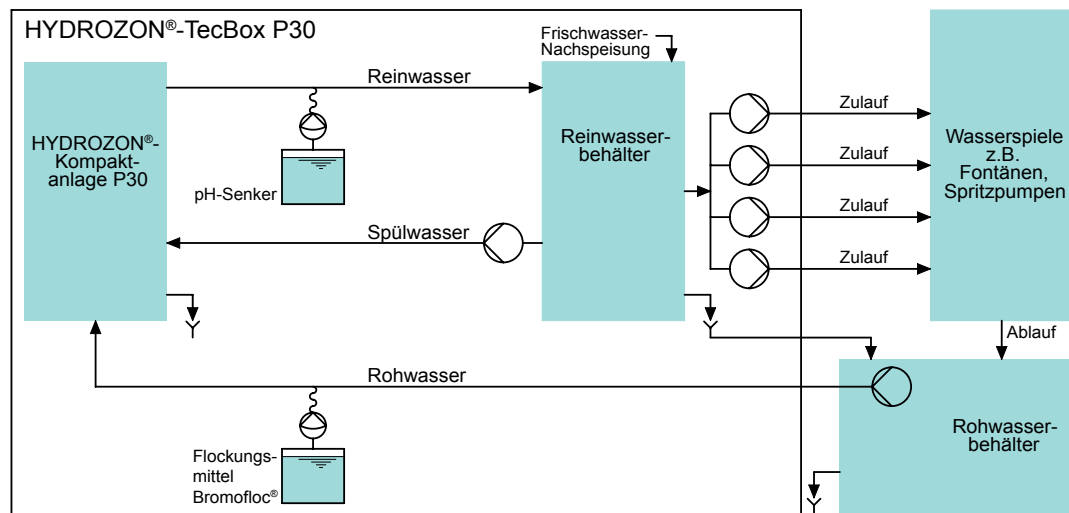 HYDROZON®-TecBox P30
Frischwasser-
Nachspeisung
Reinwasser
Zulauf
HYDROZON®-
Kompakt-
anlage P30
Reinwasser-
behälter
Wasserspiele
z.B.
Fontänen,
Spritzpumpen
Zulauf
pH-Senker
Zulauf
Spülwasser
Zulauf
Ablauf
Rohwasser
Rohwasser-
behälter
Flockungs-
mittel
Bromofloc®